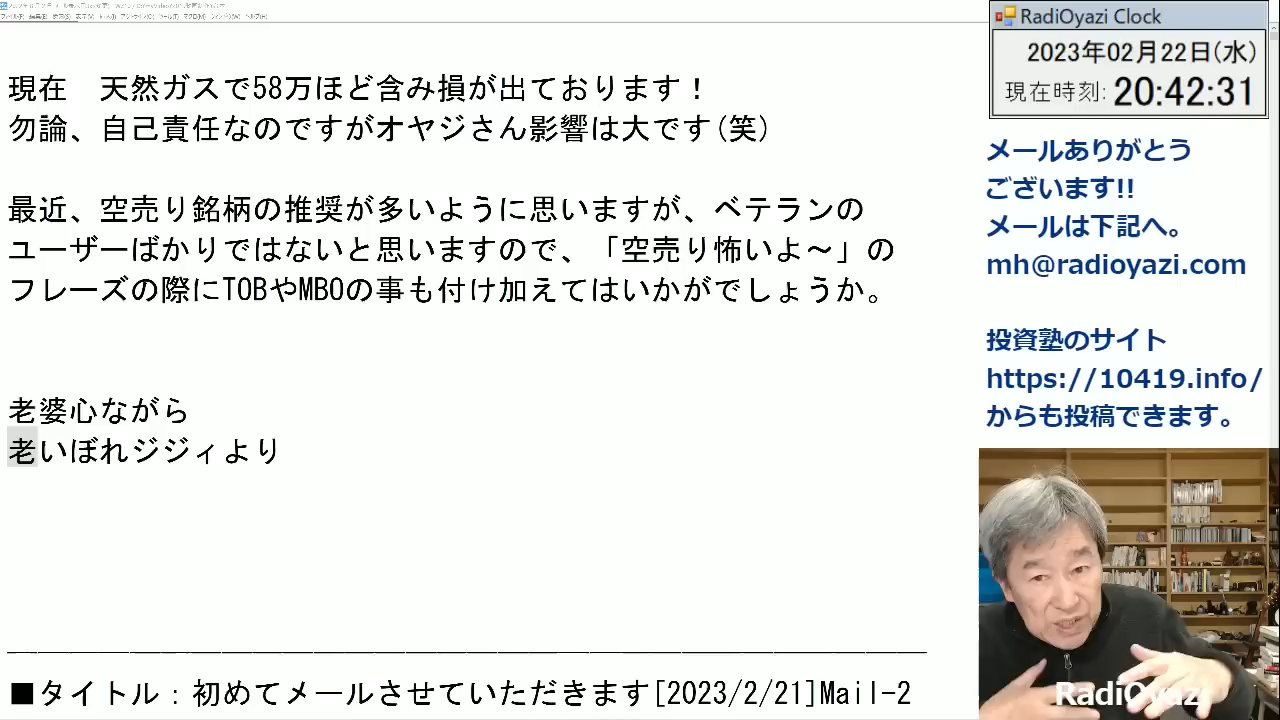 現在　天然ガスで58万ほど含み損が出ております！
勿論、自己責任なのですがオヤジさん影響は大です(笑)
最近、空売り銘柄の推奨が多いように思いますが、ベテランの
ユーザーばかりではないと思いますので、「空売り怖いよ～」の
フレーズの際にTOBやMBOの事も付け加えてはいかがでしょうか。
老婆心ながら
老いぼれジジィより
■タイトル：初めてメールさせていただきます[2023/2/21]Mail-2
RadiOyazi Clock
2023年02月22日(水)
現在時刻: 20:42:31
メールありがとう
ございます!!
メールは下記へ。
mh@radioyazi.com
投資塾のサイト
https://10419.info/
からも投稿できます。
RadiOyazi